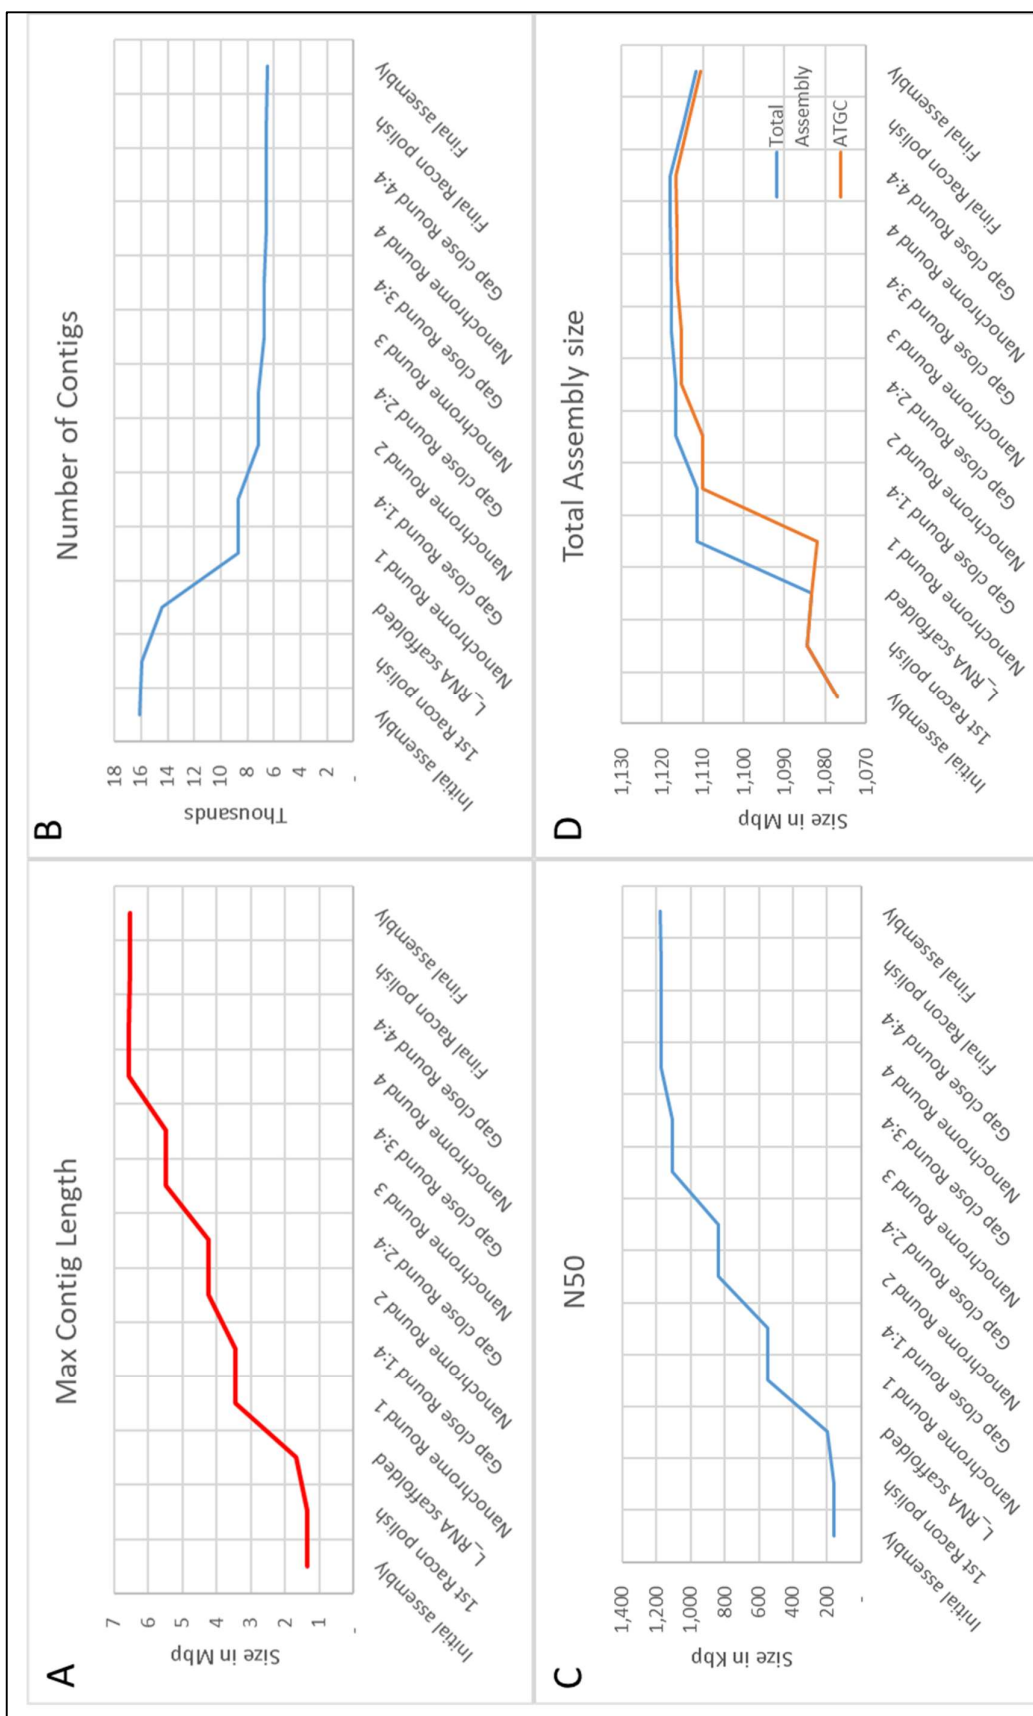 A
Max Contig Length
Size in Mbp
7
6
5
4
3
2
1
-
Initial assembly
1st Racon polish
L_RNA scaffolded
Nanochrome Round 1
Gap close Round 1:4
Nanochrome Round 2
Gap close Round 2:4
Nanochrome Round 3
Gap close Round 3:4
Nanochrome Round 4
Gap close Round 4:4
Final Racon polish
Final assembly
B
Number of Contigs
Thousands
18
16
14
12
10
8
6
4
2
-
Initial assembly
1st Racon polish
L_RNA scaffolded
Nanochrome Round 1
Gap close Round 1:4
Nanochrome Round 2
Gap close Round 2:4
Nanochrome Round 3
Gap close Round 3:4
Nanochrome Round 4
Gap close Round 4:4
Final Racon polish
Final assembly
C
N50
Size in Kbp
1,400
1,200
1,000
800
600
400
200
-
Initial assembly
1st Racon polish
L_RNA scaffolded
Nanochrome Round 1
Gap close Round 1:4
Nanochrome Round 2
Gap close Round 2:4
Nanochrome Round 3
Gap close Round 3:4
Nanochrome Round 4
Gap close Round 4:4
Final Racon polish
Final assembly
D
Total Assembly size
Size in Mbp
1,130
1,120
1,110
1,100
1,090
1,080
1,070
Total
Assembly
ATGC
Initial assembly
1st Racon polish
L_RNA scaffolded
Nanochrome Round 1
Gap close Round 1:4
Nanochrome Round 2
Gap close Round 2:4
Nanochrome Round 3
Gap close Round 3:4
Nanochrome Round 4
Gap close Round 4:4
Final Racon polish
Final assembly